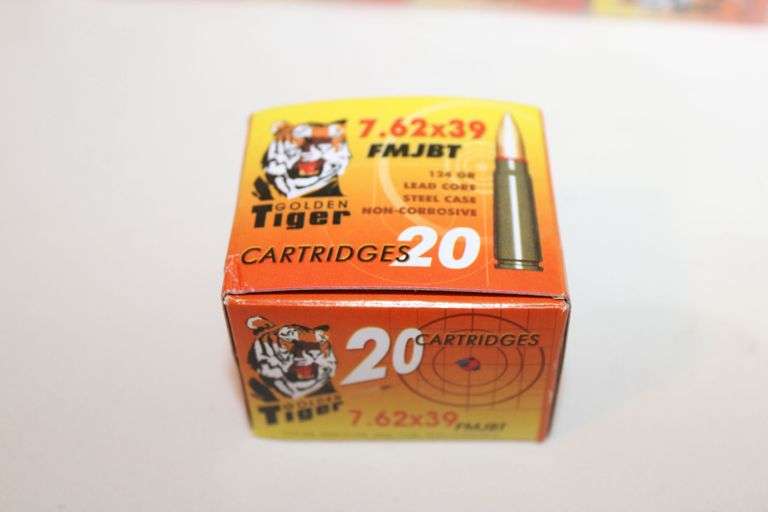 7.62x39
FMJBT
124 GR
LEAD CORE
STEEL CASE
NON-CORROSIVE
GOLDEN
Tiger
CARTRIDGES 20
20 CARTRIDGES
GOLDEN
Tiger
7.62x39 FMJBT